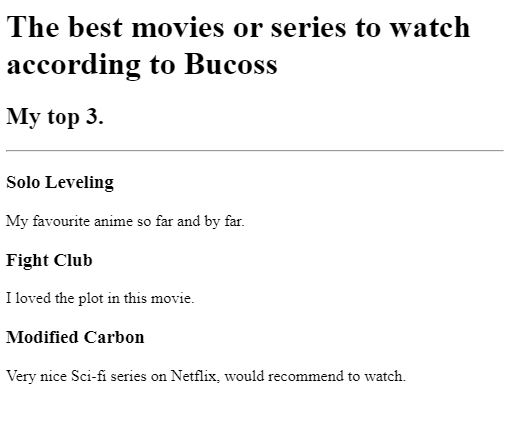 The best movies or series to watch
according to Bucoss
My top 3.
Solo Leveling
My favourite anime so far and by far.
Fight Club
I loved the plot in this movie.
Modified Carbon
Very nice Sci-fi series on Netflix, would recommend to watch.